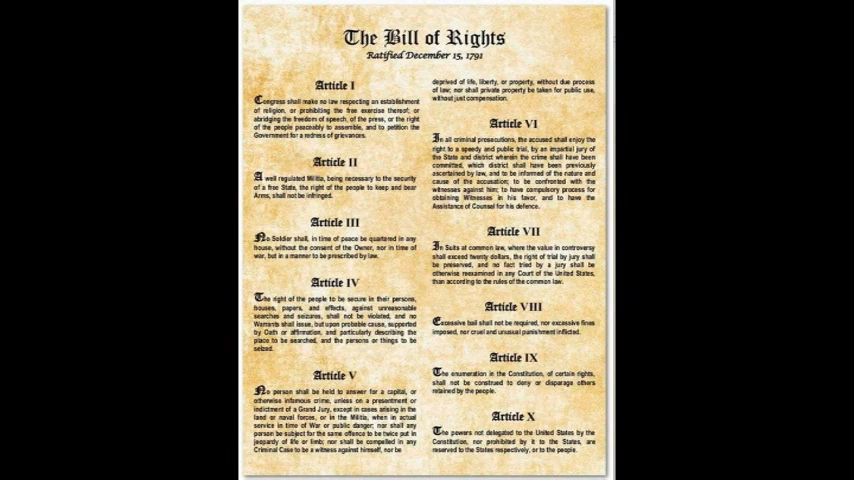 The Bill of Rights
Ratified December 15, 1791
Article I
Congress shall make no law respecting an establishment
of religion, or prohibiting the free exercise thereof; or
abridging the freedom of speech, of the press, or the right
of the people peaceably to assemble, and to petition the
Government for a redress of grievances.
Article II
A well regulated Militia, being necessary to the security
of a free State, the right of the people to keep and bear
Arms, shall not be infringed.
Article III
No Soldier shall, in time of peace be quartered in any
house, without the consent of the Owner, nor in time of
war, but in a manner to be prescribed by law.
Article IV
The right of the people to be secure in their persons,
houses, papers, and effects, against unreasonable
searches and seizures, shall not be violated, and no
Warrants shall issue, but upon probable cause, supported
by Oath or affirmation, and particularly describing the
place to be searched, and the persons or things to be
seized.
Article V
No person shall be held to answer for a capital, or
otherwise infamous crime, unless on a presentment or
indictment of a Grand Jury, except in cases arising in the
land or naval forces, or in the Militia, when in actual
service in time of War or public danger; nor shall any
person be subject for the same offence to be twice put in
jeopardy of life or limb; nor shall be compelled in any
Criminal Case to be a witness against himself, nor be
deprived of life, liberty, or property, without due process
of law; nor shall private property be taken for public use,
without just compensation.
Article VI
In all criminal prosecutions, the accused shall enjoy the
right to a speedy and public trial, by an impartial jury of
the State and district wherein the crime shall have been
committed, which district shall have been previously
ascertained by law, and to be informed of the nature and
cause of the accusation; to be confronted with the
witnesses against him; to have compulsory process for
obtaining Witnesses in his favor, and to have the
Assistance of Counsel for his defence.
Article VII
In Suits at common law, where the value in controversy
shall exceed twenty dollars, the right of trial by jury shall
be preserved, and no fact tried by a jury shall be
otherwise reexamined in any Court of the United States,
than according to the rules of the common law.
Article VIII
Excessive bail shall not be required, nor excessive fines
imposed, nor cruel and unusual punishment inflicted.
Article IX
The enumeration in the Constitution, of certain rights,
shall not be construed to deny or disparage others
retained by the people.
Article X
The powers not delegated to the United States by the
Constitution, nor prohibited by it to the States, are
reserved to the States respectively, or to the people.